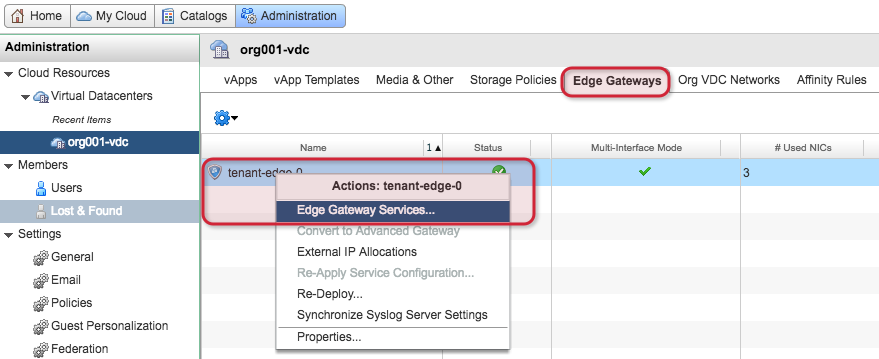 Home My Cloud Catalogs Administration
Administration
Cloud Resources
Virtual Datacenters
Recent Items
org001-vdc
Members
Users
Lost & Found
Settings
General
Email
Policies
Guest Personalization
Federation
org001-vdc
vApps vApp Templates Media & Other Storage Policies Edge Gateways Org VDC Networks Affinity Rules
Name 1 ▲ Status Multi-Interface Mode # Used NICs
tenant-edge-0 3
Actions: tenant-edge-0
Edge Gateway Services...
Convert to Advanced Gateway
External IP Allocations
Re-Apply Service Configuration...
Re-Deploy...
Synchronize Syslog Server Settings
Properties...